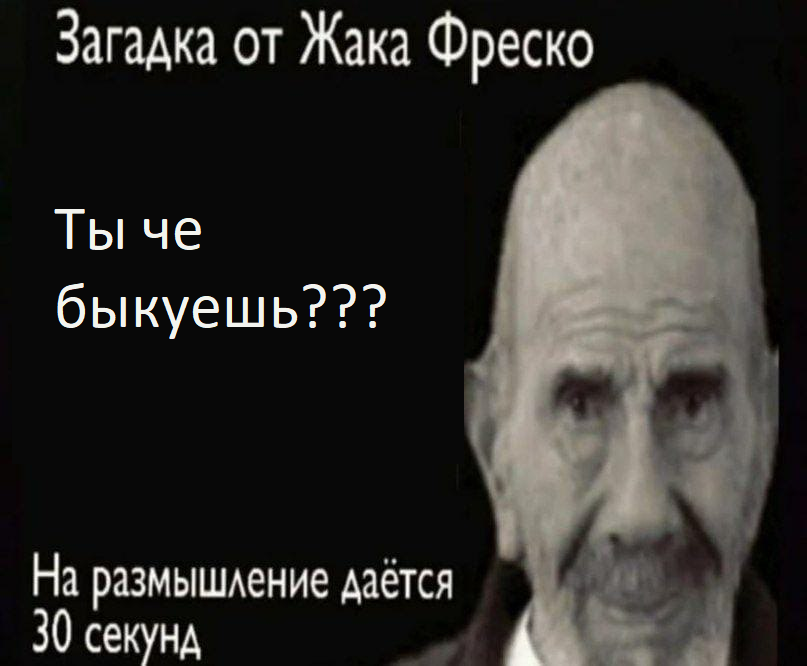 Загадка от Жака Фреско
Ты че
быкуешь???
На размышление даётся
30 секунд